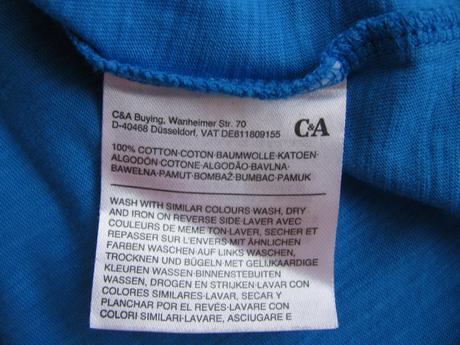 C&A Buying, Wanheimer Str. 70
D-40468 Düsseldorf, VAT DE811809155
C&A
100% COTTON·COTON·BAUMWOLLE·KATOEN·
ALGODÓN·COTONE·ALGODÃO·BAVLNA·
BAWEŁNA·PAMUT·BOMBAŽ·BUMBAC·PAMUK
WASH WITH SIMILAR COLOURS·WASH, DRY
AND IRON ON REVERSE SIDE·LAVER AVEC
COULEURS DE MEME TON·LAVER, SECHER ET
REPASSER SUR L'ENVERS·MIT ÄHNLICHEN
FARBEN WASCHEN·AUF LINKS WASCHEN,
TROCKNEN UND BÜGELN·MET GELIJKAARDIGE
KLEUREN WASSEN·BINNENSTEBUITEN
WASSEN, DROGEN EN STRIJKEN·LAVAR CON
COLORES SIMILARES·LAVAR, SECAR Y
PLANCHAR POR EL REVÉS·LAVARE CON
COLORI SIMILARI·LAVARE, ASCIUGARE E